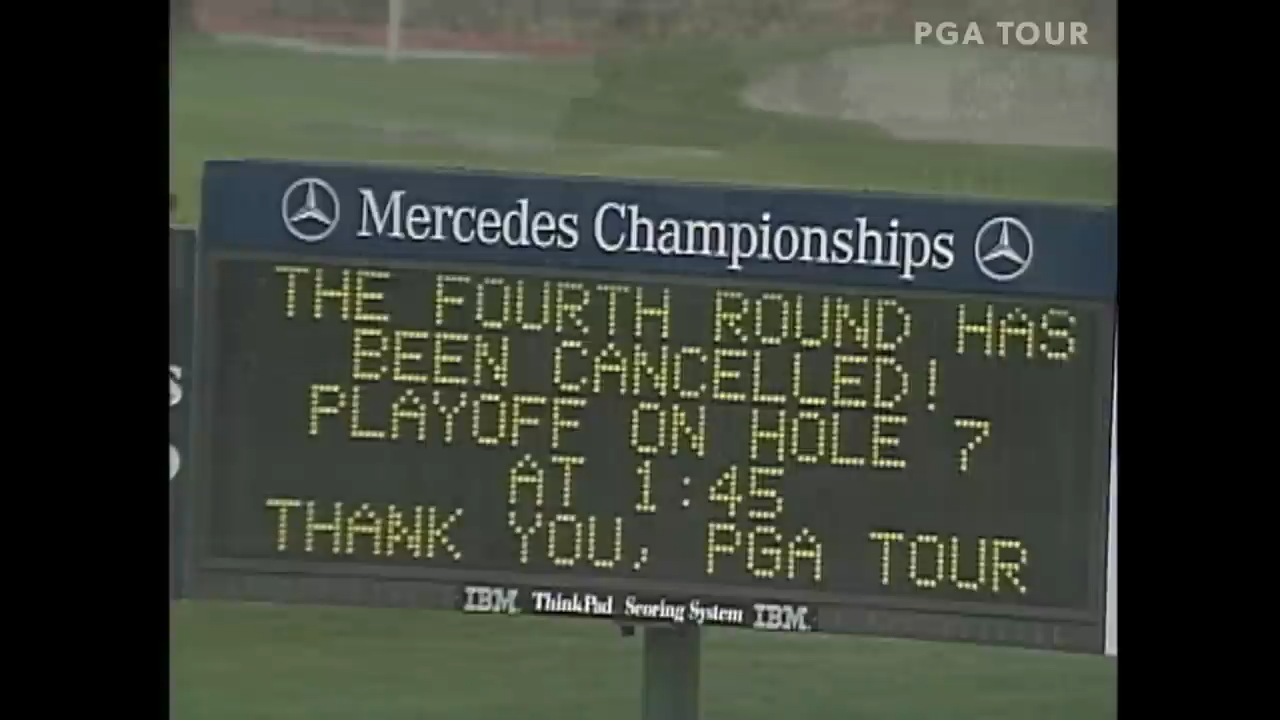 PGA TOUR
Mercedes Championships
THE FOURTH ROUND HAS
BEEN CANCELLED!
PLAYOFF ON HOLE 7
AT 1:45
THANK YOU, PGA TOUR
IBM ThinkPad Scoring System IBM
S